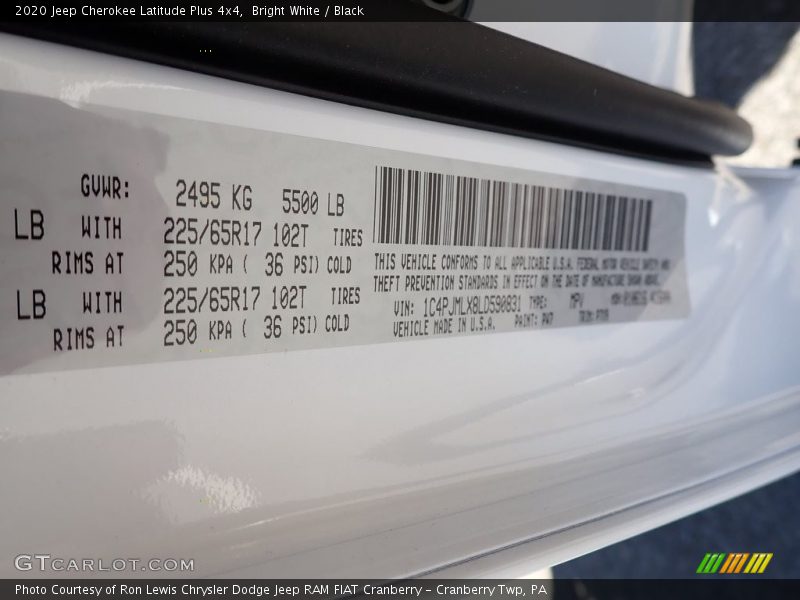 2020 Jeep Cherokee Latitude Plus 4x4,  Bright White / Black
GVWR: 2495 KG 5500 LB
LB WITH 225/65R17 102T TIRES
RIMS AT 250 KPA ( 36 PSI) COLD
LB WITH 225/65R17 102T TIRES
RIMS AT 250 KPA ( 36 PSI) COLD
THIS VEHICLE CONFORMS TO ALL APPLICABLE U.S.A. FEDERAL MOTOR VEHICLE SAFETY AND
THEFT PREVENTION STANDARDS IN EFFECT ON THE DATE OF MANUFACTURE SHOWN ABOVE.
VIN: 1C4PJMLX8LD590831 TYPE: MPV
VEHICLE MADE IN U.S.A. PAINT: PW7 TRIM:
GTCARLOT.COM
Photo Courtesy of Ron Lewis Chrysler Dodge Jeep RAM FIAT Cranberry – Cranberry Twp, PA